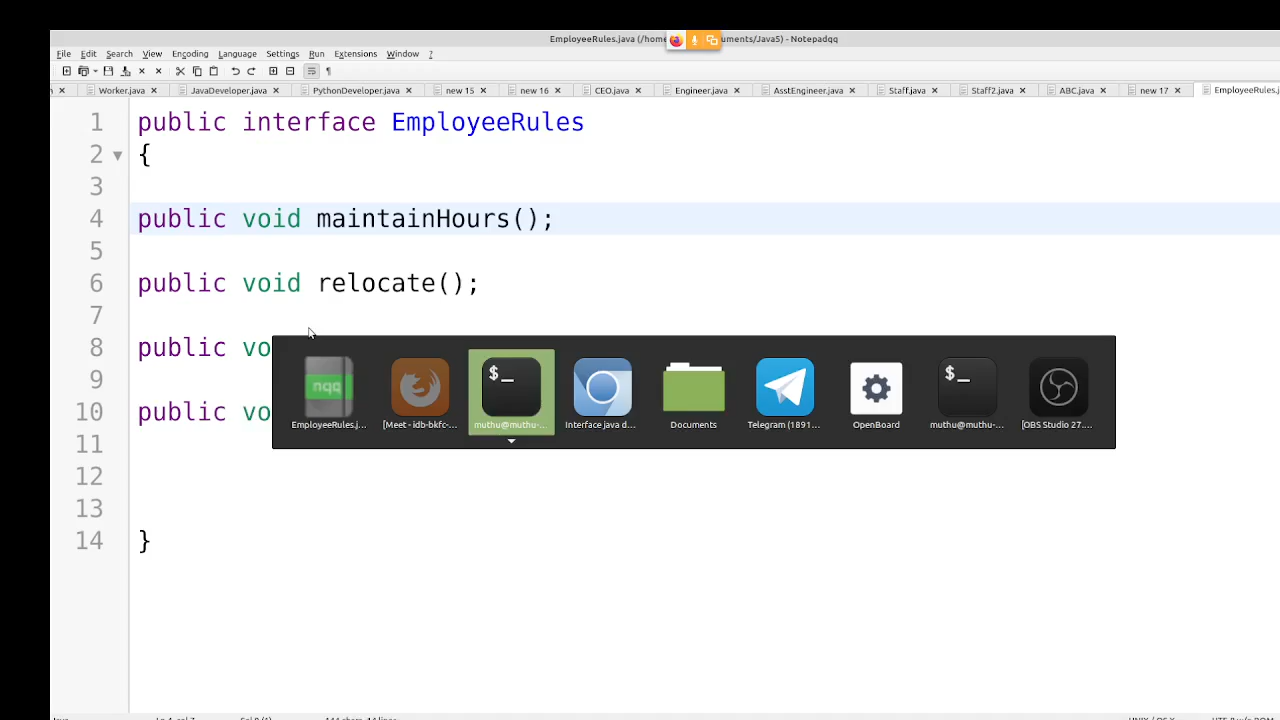 EmployeeRules.java (/home uments/Java5) - Notepadqq
File Edit Search View Encoding Language Settings Run Extensions Window ?
Worker.java JavaDeveloper.java PythonDeveloper.java new 15 new 16 CEO.java Engineer.java AsstEngineer.java Staff.java Staff2.java ABC.java new 17 EmployeeRules.j
1 public interface EmployeeRules
2 {
3
4 public void maintainHours();
5
6 public void relocate();
7
8 public vo
9
10 public vo
11
12
13
14 }
$_ $_
nqq
EmployeeRules.j... [Meet - idb-bkfc-... muthu@muthu-... Interface java d... Documents Telegram (1891... OpenBoard muthu@muthu-... [OBS Studio 27....